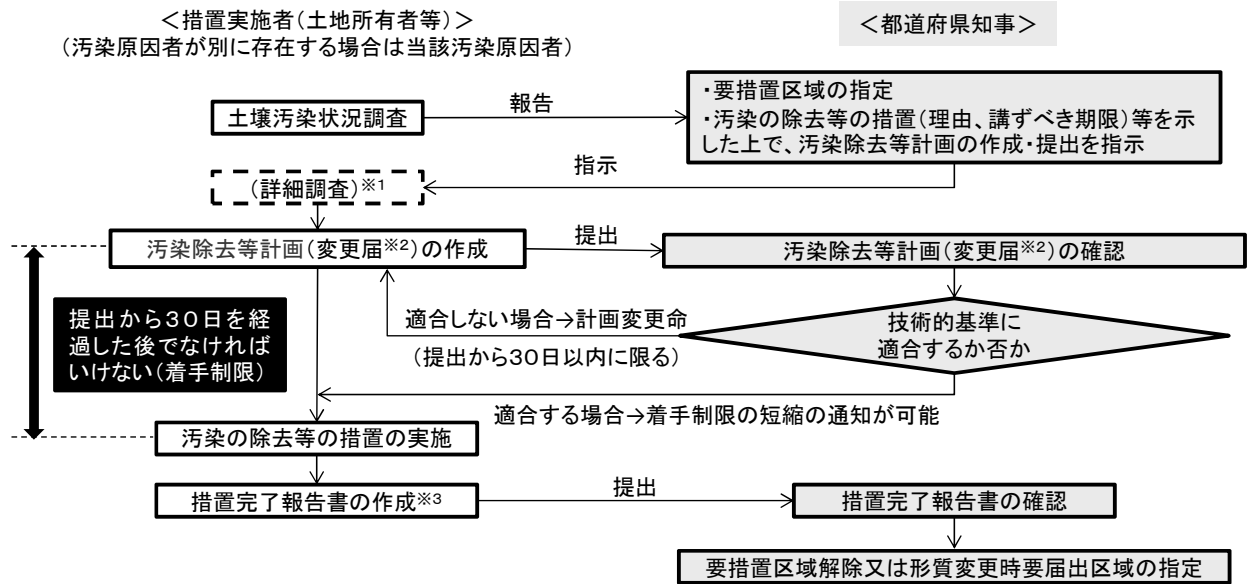 ＜措置実施者（土地所有者等）＞
（汚染原因者が別に存在する場合は当該汚染原因者）
＜都道府県知事＞
土壌汚染状況調査
報告
・要措置区域の指定
・汚染の除去等の措置（理由、講ずべき期限）等を示
した上で、汚染除去等計画の作成・提出を指示
指示
（詳細調査）※1
汚染除去等計画（変更届※2）の作成
提出
汚染除去等計画（変更届※2）の確認
提出から３０日を経
過した後でなければ
いけない（着手制限）
適合しない場合→計画変更命
（提出から３０日以内に限る）
技術的基準に
適合するか否か
適合する場合→着手制限の短縮の通知が可能
汚染の除去等の措置の実施
措置完了報告書の作成※3
提出
措置完了報告書の確認
要措置区域解除又は形質変更時要届出区域の指定